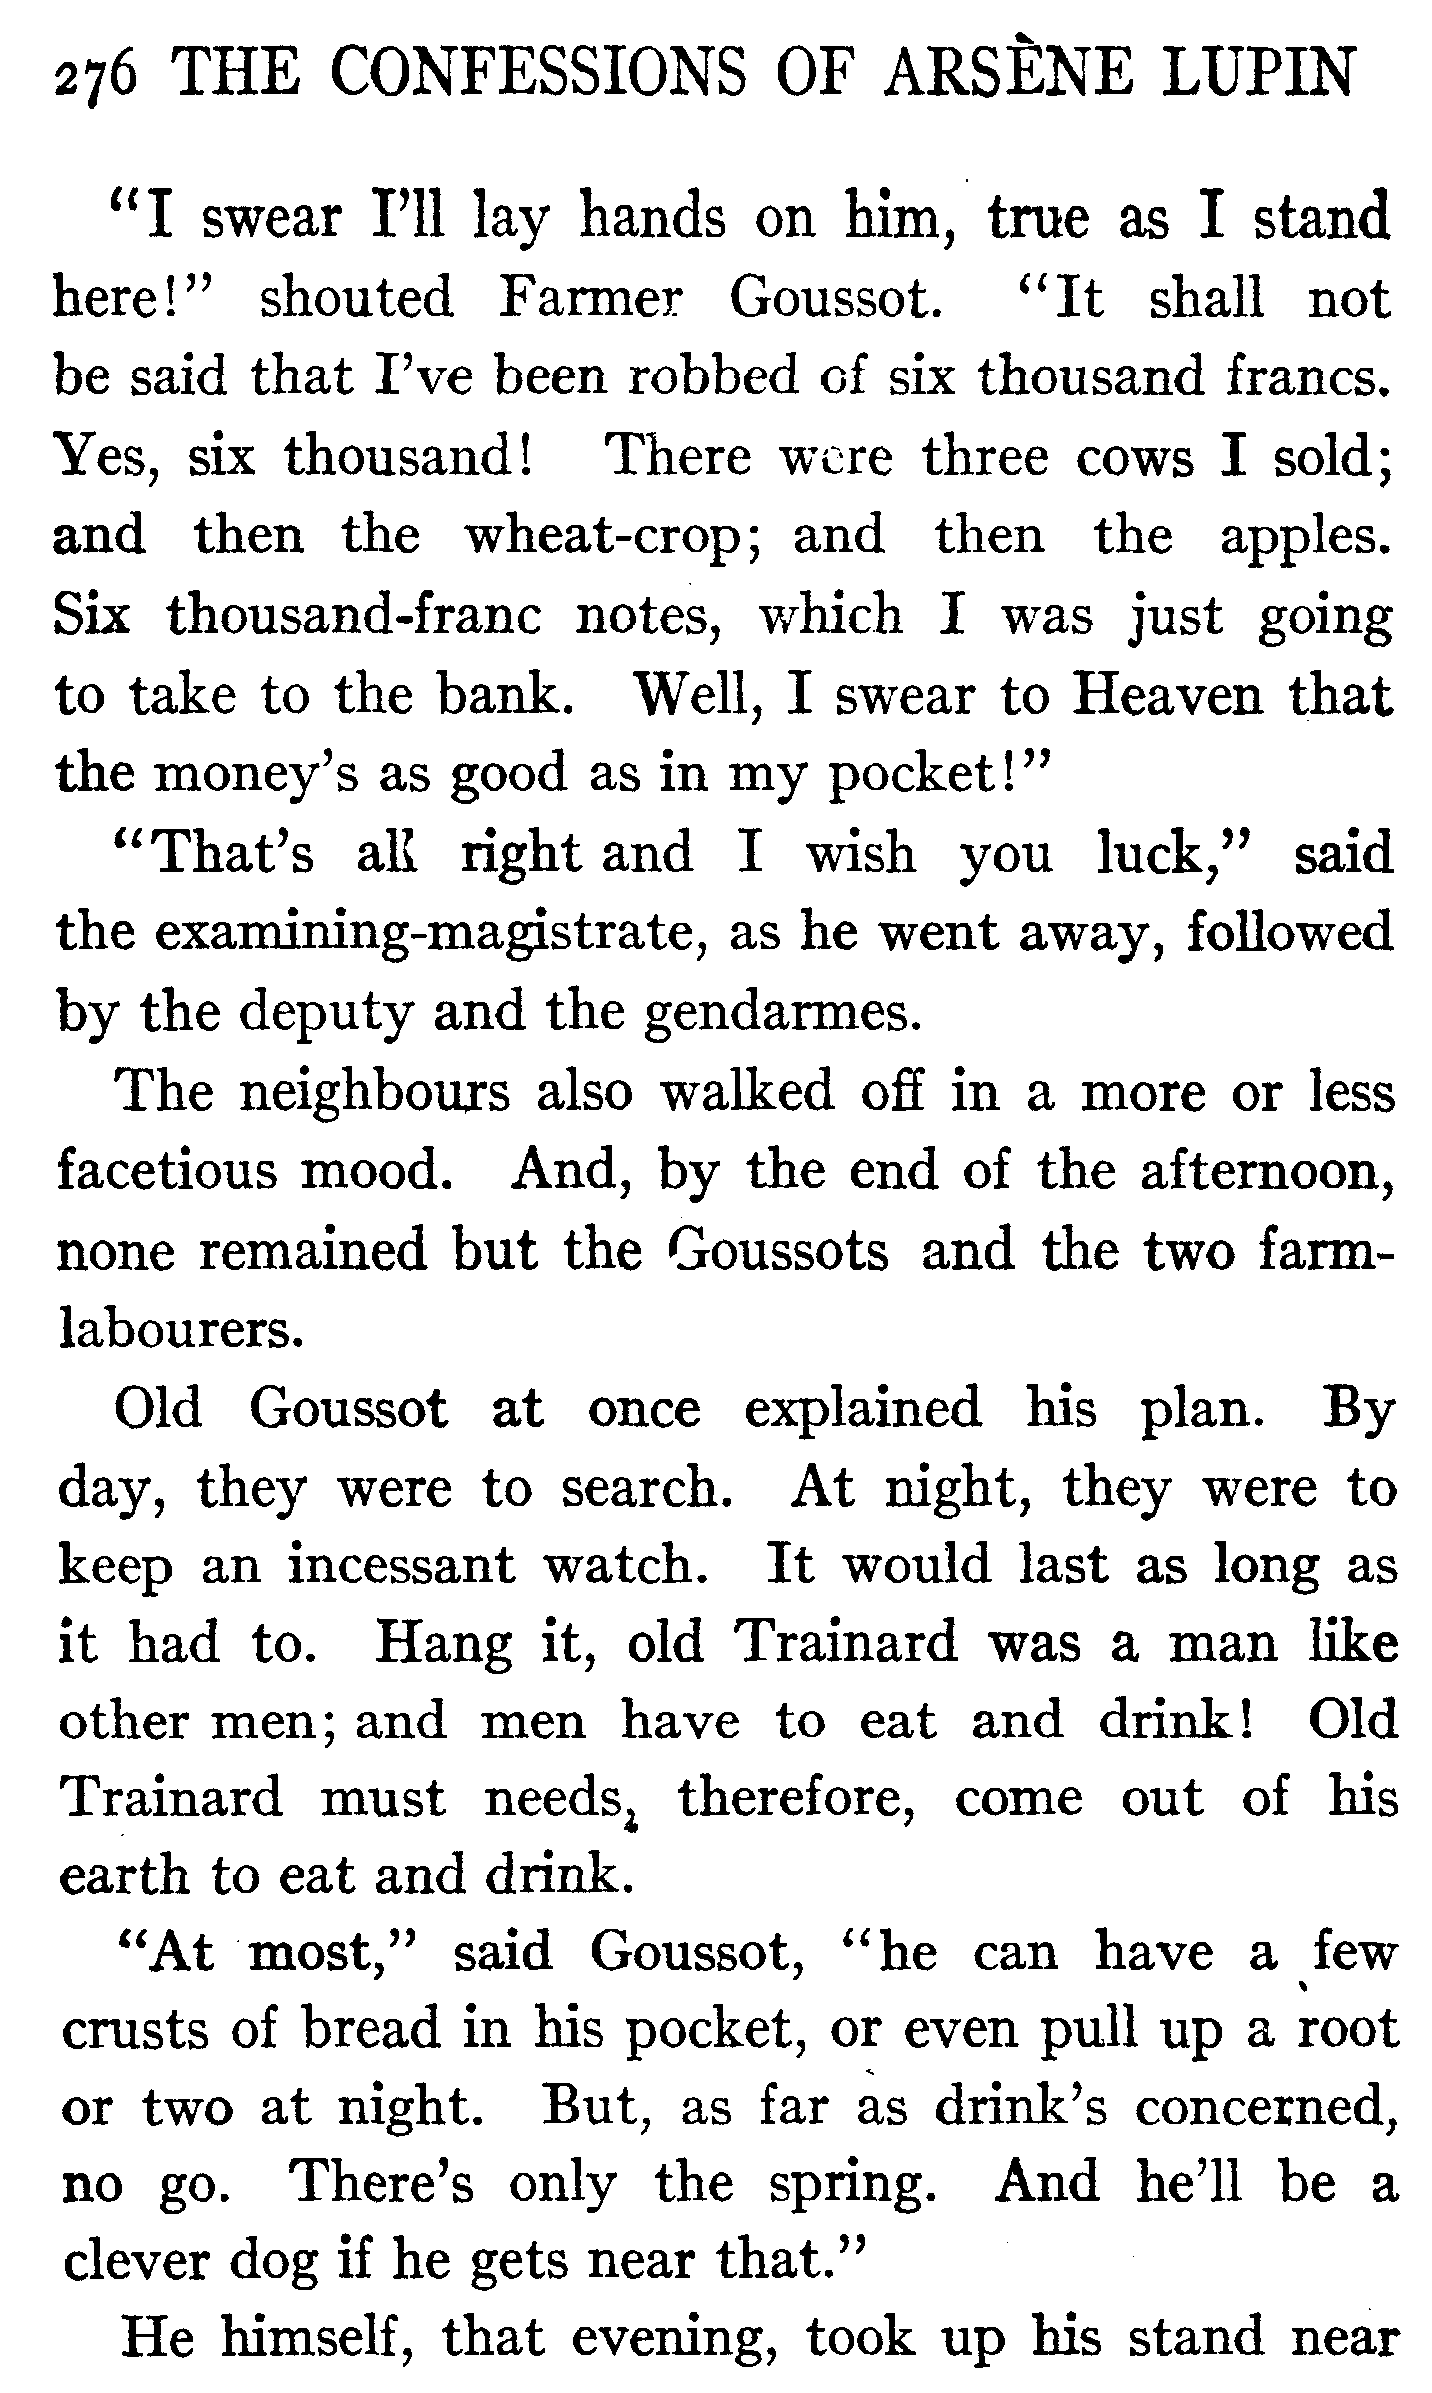 276 THE CONFESSIONS OF ARSÈNE LUPIN
"I swear I'll lay hands on him, true as I stand
here!" shouted Farmer Goussot. "It shall not
be said that I've been robbed of six thousand francs.
Yes, six thousand! There were three cows I sold;
and then the wheat-crop; and then the apples.
Six thousand-franc notes, which I was just going
to take to the bank. Well, I swear to Heaven that
the money's as good as in my pocket!"
"That's all right and I wish you luck," said
the examining-magistrate, as he went away, followed
by the deputy and the gendarmes.
The neighbours also walked off in a more or less
facetious mood. And, by the end of the afternoon,
none remained but the Goussots and the two farm-
labourers.
Old Goussot at once explained his plan. By
day, they were to search. At night, they were to
keep an incessant watch. It would last as long as
it had to. Hang it, old Trainard was a man like
other men; and men have to eat and drink! Old
Trainard must needs, therefore, come out of his
earth to eat and drink.
"At most," said Goussot, "he can have a few
crusts of bread in his pocket, or even pull up a root
or two at night. But, as far as drink's concerned,
no go. There's only the spring. And he'll be a
clever dog if he gets near that."
He himself, that evening, took up his stand near